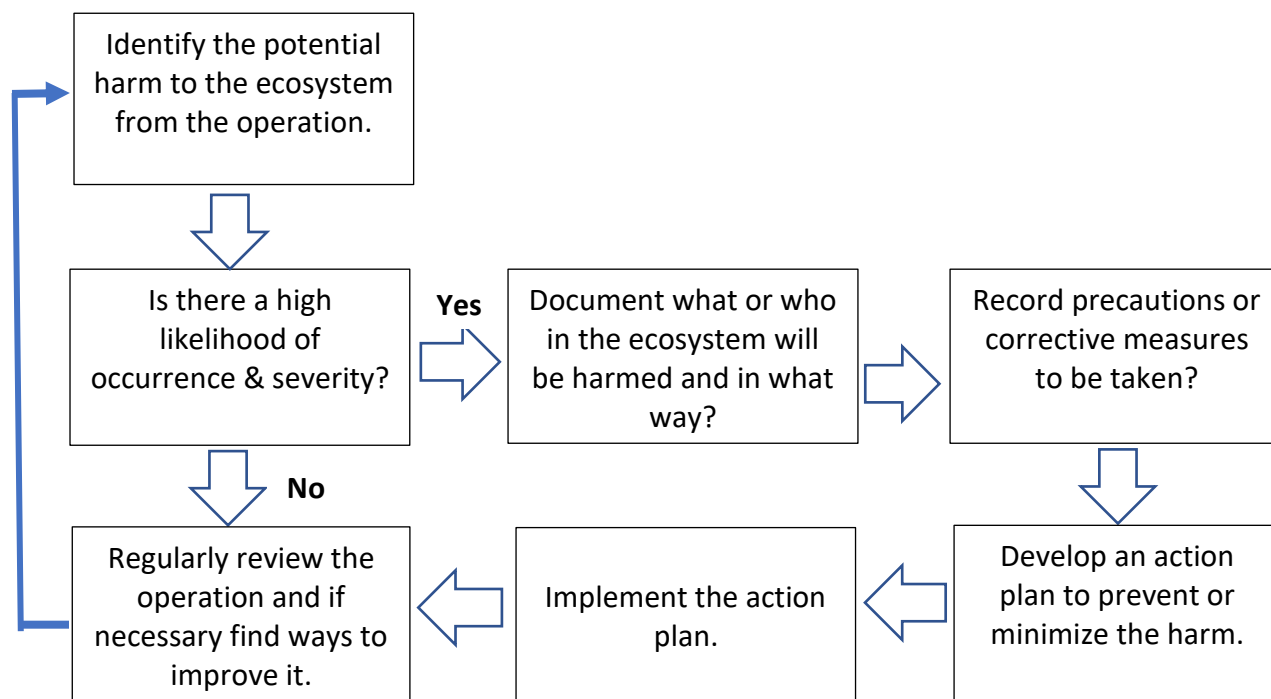 Identify the potential
harm to the ecosystem
from the operation.
Is there a high
likelihood of
occurrence & severity?
Yes
Document what or who
in the ecosystem will
be harmed and in what
way?
Record precautions or
corrective measures
to be taken?
No
Regularly review the
operation and if
necessary find ways to
improve it.
Implement the action
plan.
Develop an action
plan to prevent or
minimize the harm.